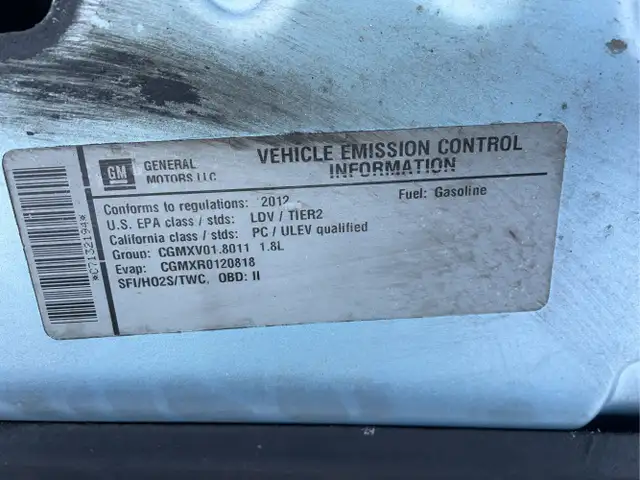 GM
GENERAL
MOTORS LLC
VEHICLE EMISSION CONTROL
INFORMATION
Conforms to regulations: 2012
Fuel: Gasoline
U.S. EPA class / stds: LDV / TIER2
California class / stds: PC / ULEV qualified
Group: CGMXV01.8011 1.8L
Evap: CGMXR0120818
SFI/HO2S/TWC, OBD: II
*C7132194*